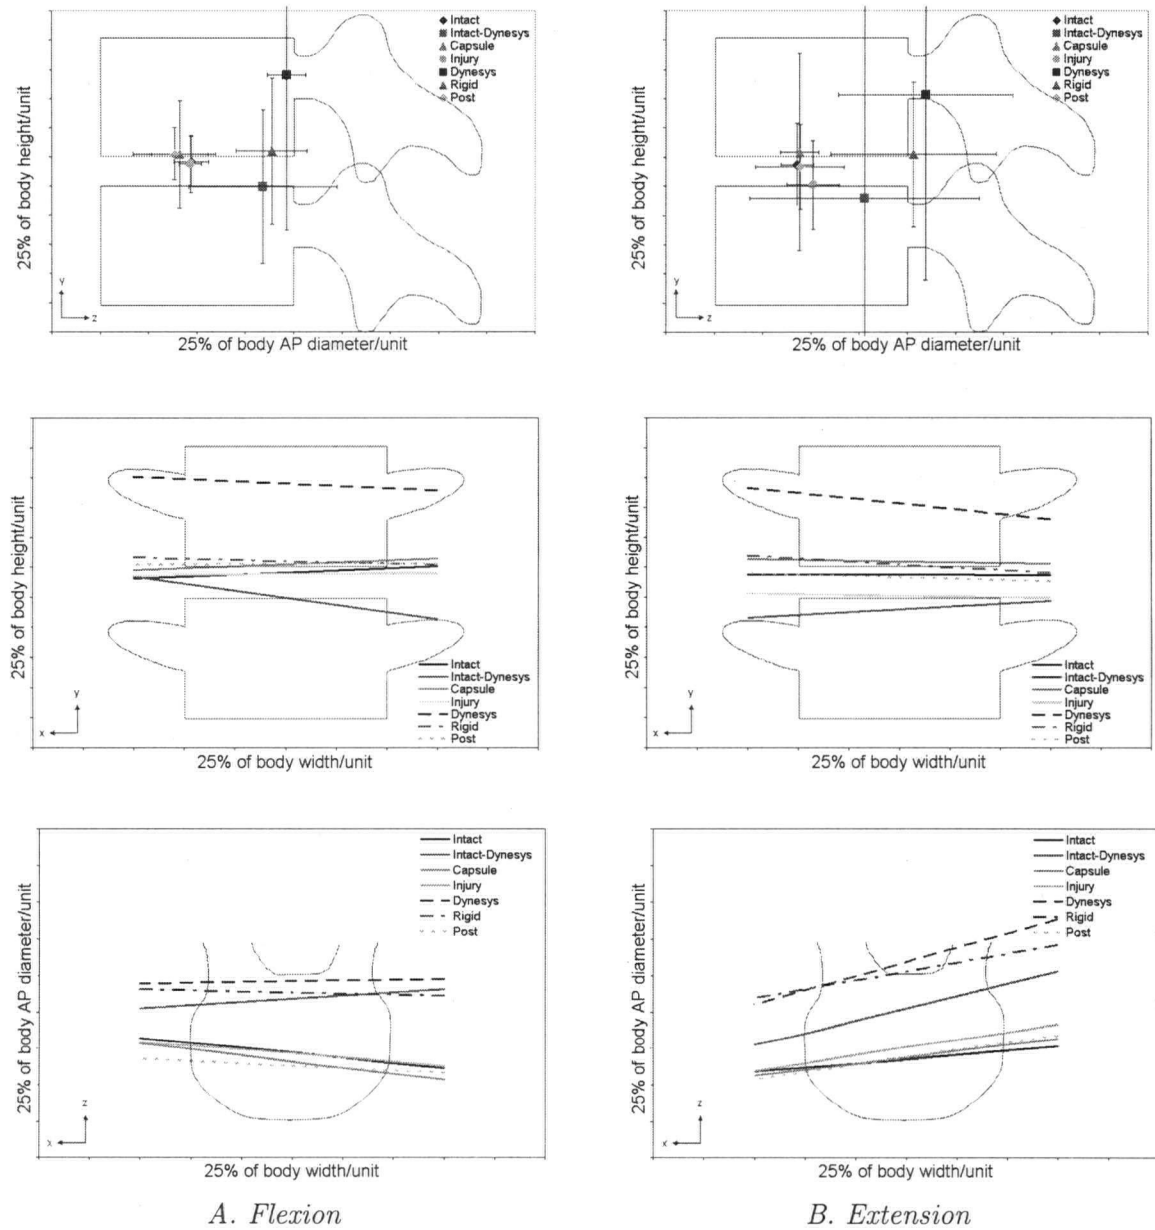 Intact
Intact-Dynesys
Capsule
Injury
Dynesys
Rigid
Post
25% of body height/unit
y
z
25% of body AP diameter/unit
Intact
Intact-Dynesys
Capsule
Injury
Dynesys
Rigid
Post
25% of body height/unit
y
z
25% of body AP diameter/unit
Intact
Intact-Dynesys
Capsule
Injury
Dynesys
Rigid
Post
25% of body height/unit
y
x
25% of body width/unit
Intact
Intact-Dynesys
Capsule
Injury
Dynesys
Rigid
Post
25% of body height/unit
y
x
25% of body width/unit
Intact
Intact-Dynesys
Capsule
Injury
Dynesys
Rigid
Post
25% of body AP diameter/unit
z
x
25% of body width/unit
Intact
Intact-Dynesys
Capsule
Injury
Dynesys
Rigid
Post
25% of body AP diameter/unit
z
x
25% of body width/unit
A. Flexion
B. Extension